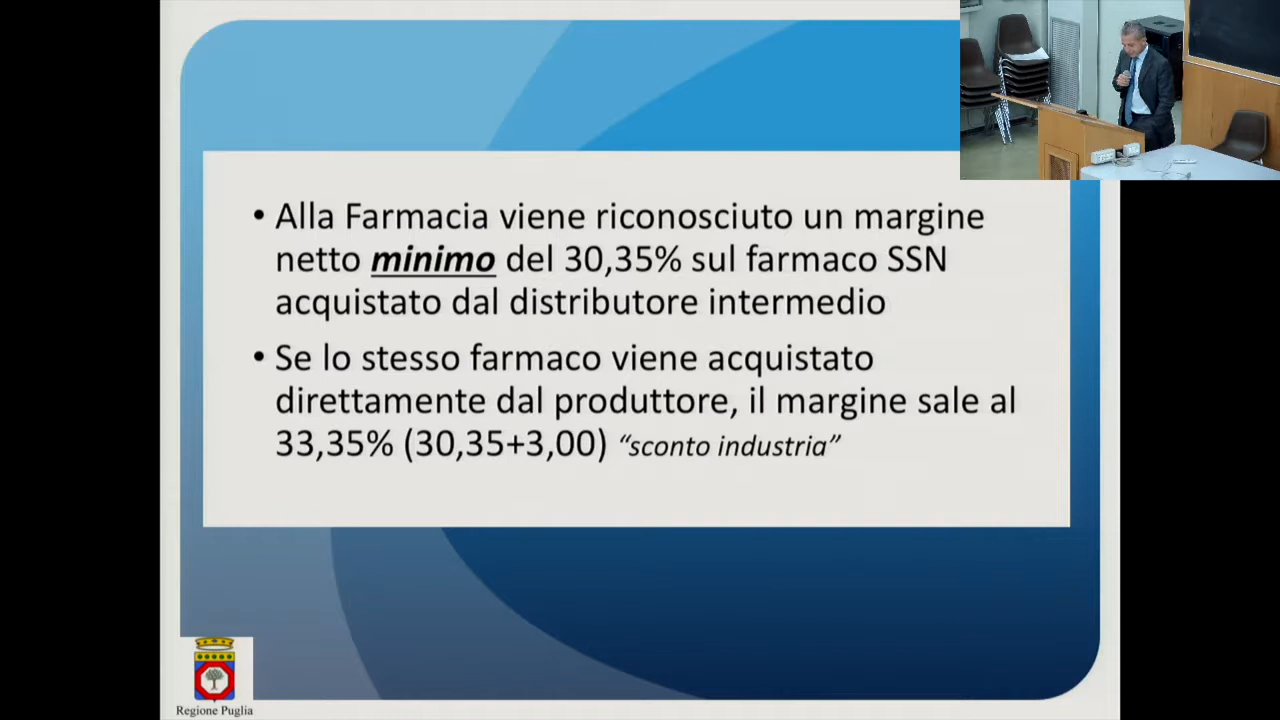 • Alla Farmacia viene riconosciuto un margine
netto minimo del 30,35% sul farmaco SSN
acquistato dal distributore intermedio
• Se lo stesso farmaco viene acquistato
direttamente dal produttore, il margine sale al
33,35% (30,35+3,00) “sconto industria”
Regione Puglia